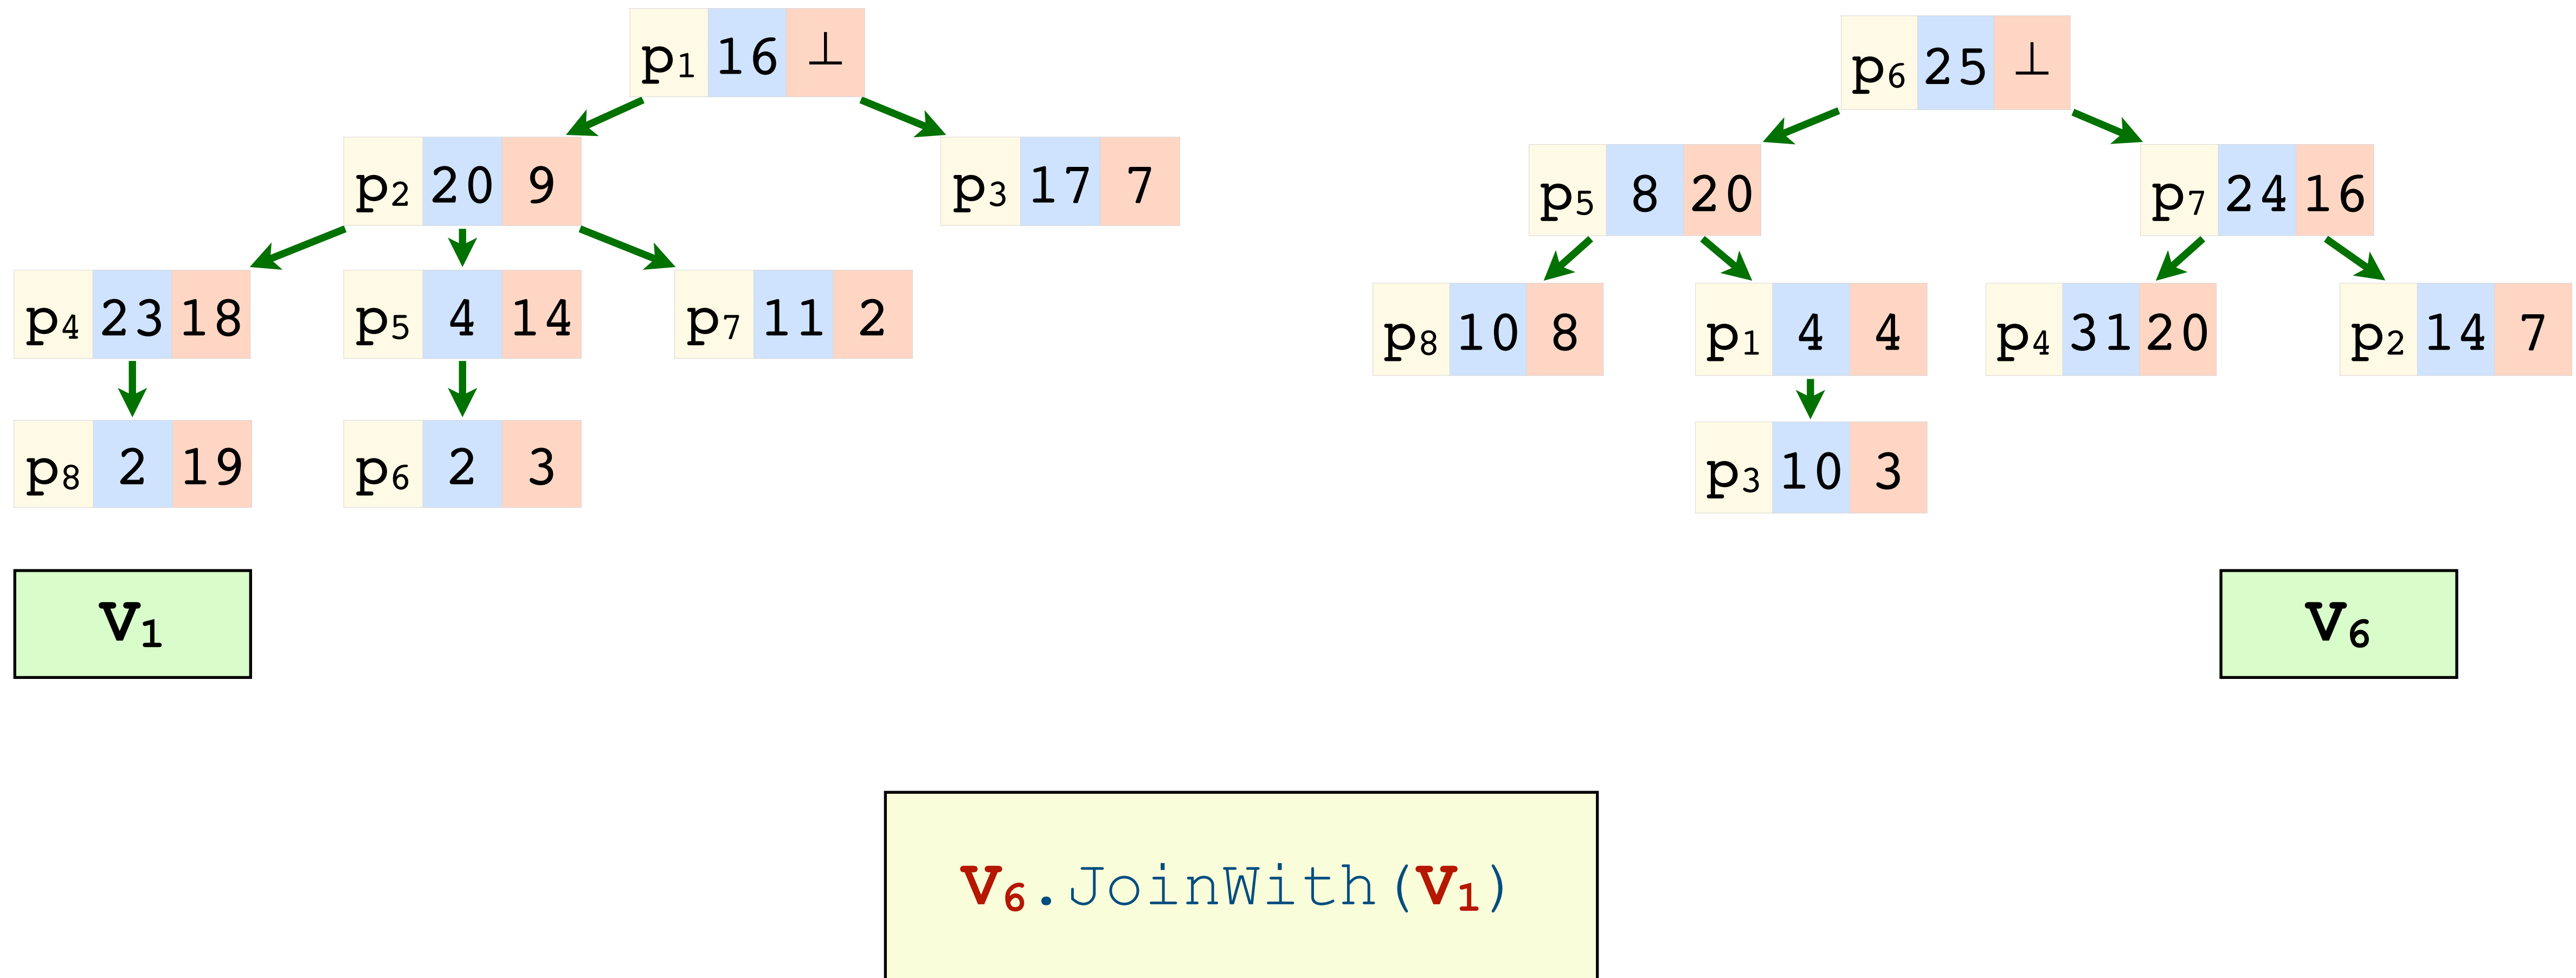 p₁ 16 ⊥
p₂ 20 9
p₃ 17 7
p₄ 23 18
p₅ 4 14
p₇ 11 2
p₈ 2 19
p₆ 2 3
V₁
p₆ 25 ⊥
p₅ 8 20
p₇ 24 16
p₈ 10 8
p₁ 4 4
p₄ 31 20
p₂ 14 7
p₃ 10 3
V₆
V₆.JoinWith(V₁)